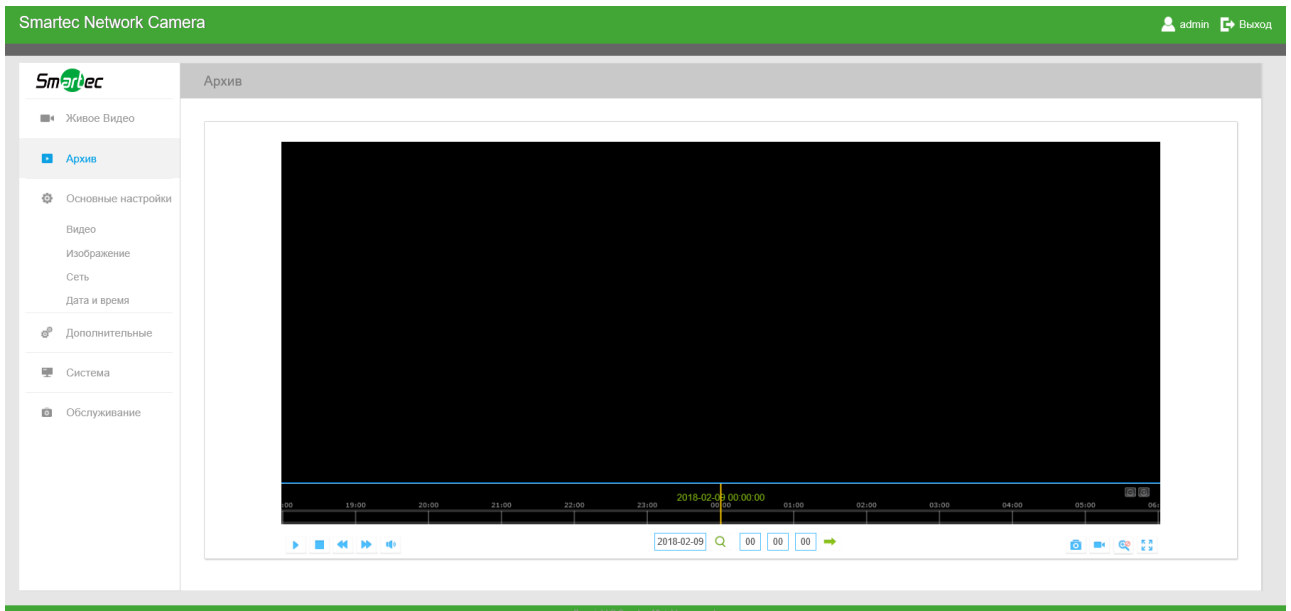 Smartec Network Camera
admin Выход
Smartec
Архив
Живое Видео
Архив
Основные настройки
Видео
Изображение
Сеть
Дата и время
Дополнительные
Система
Обслуживание
2018-02-09 00:00:00
:00 19:00 20:00 21:00 22:00 23:00 00:00 01:00 02:00 03:00 04:00 05:00 06:
2018-02-09 00 00 00